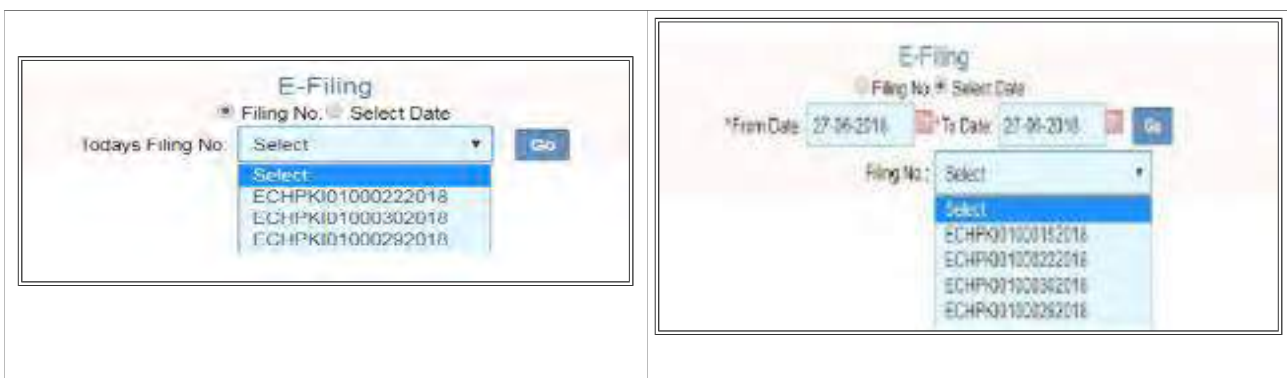 E-Filing
Filing No. Select Date
Todays Filing No. Select Go
Select
ECHPKI01000222018
ECHPKI01000302018
ECHPKI01000292018
E-Filing
Filing No Select Date
*From Date 27-06-2018 *To Date 27-06-2018 Go
Filing No.: Select
Select